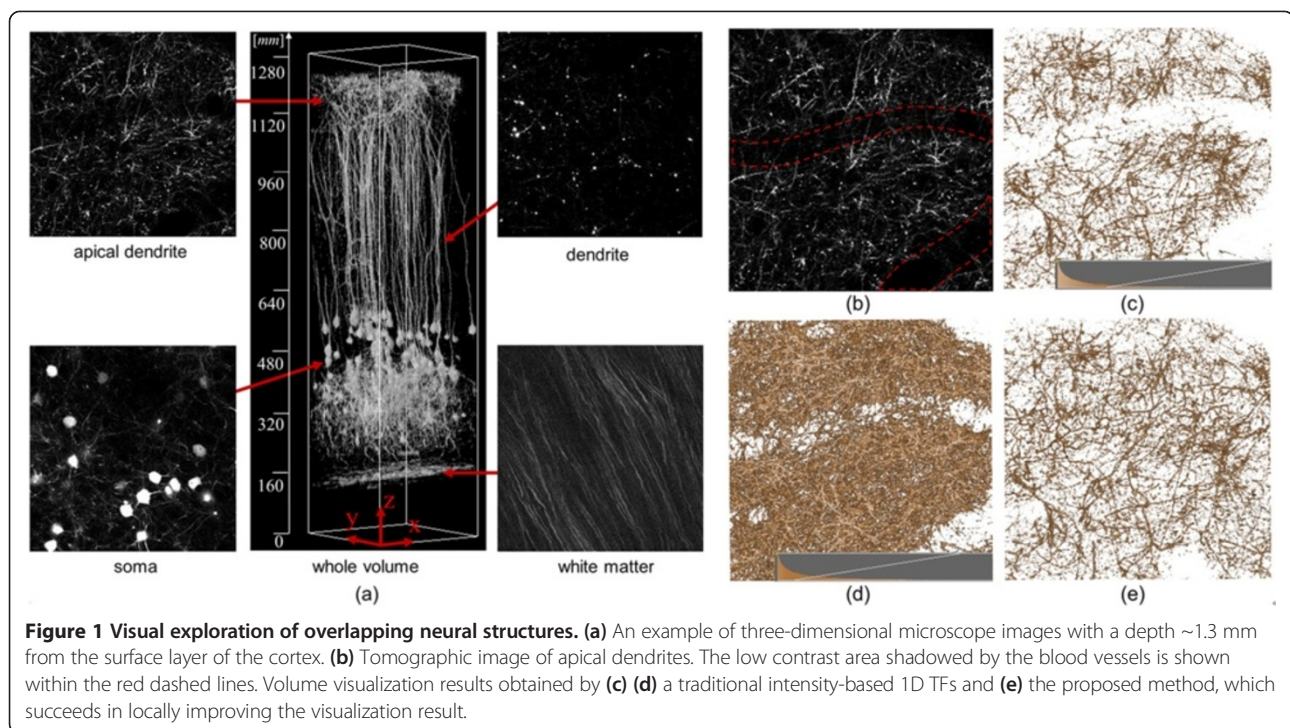 [mm]
1280
1120
960
800
640
480
320
160
0
z
y
x
apical dendrite
dendrite
soma
whole volume
white matter
(a)
(b)
(c)
(d)
(e)
Figure 1 Visual exploration of overlapping neural structures. (a) An example of three-dimensional microscope images with a depth ~1.3 mm
from the surface layer of the cortex. (b) Tomographic image of apical dendrites. The low contrast area shadowed by the blood vessels is shown
within the red dashed lines. Volume visualization results obtained by (c) (d) a traditional intensity-based 1D TFs and (e) the proposed method, which
succeeds in locally improving the visualization result.